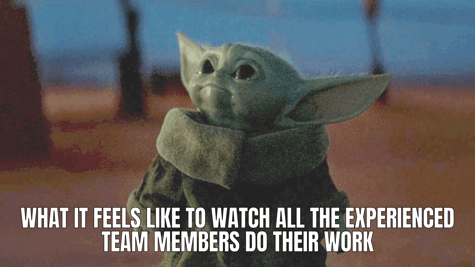 WHAT IT FEELS LIKE TO WATCH ALL THE EXPERIENCED
TEAM MEMBERS DO THEIR WORK